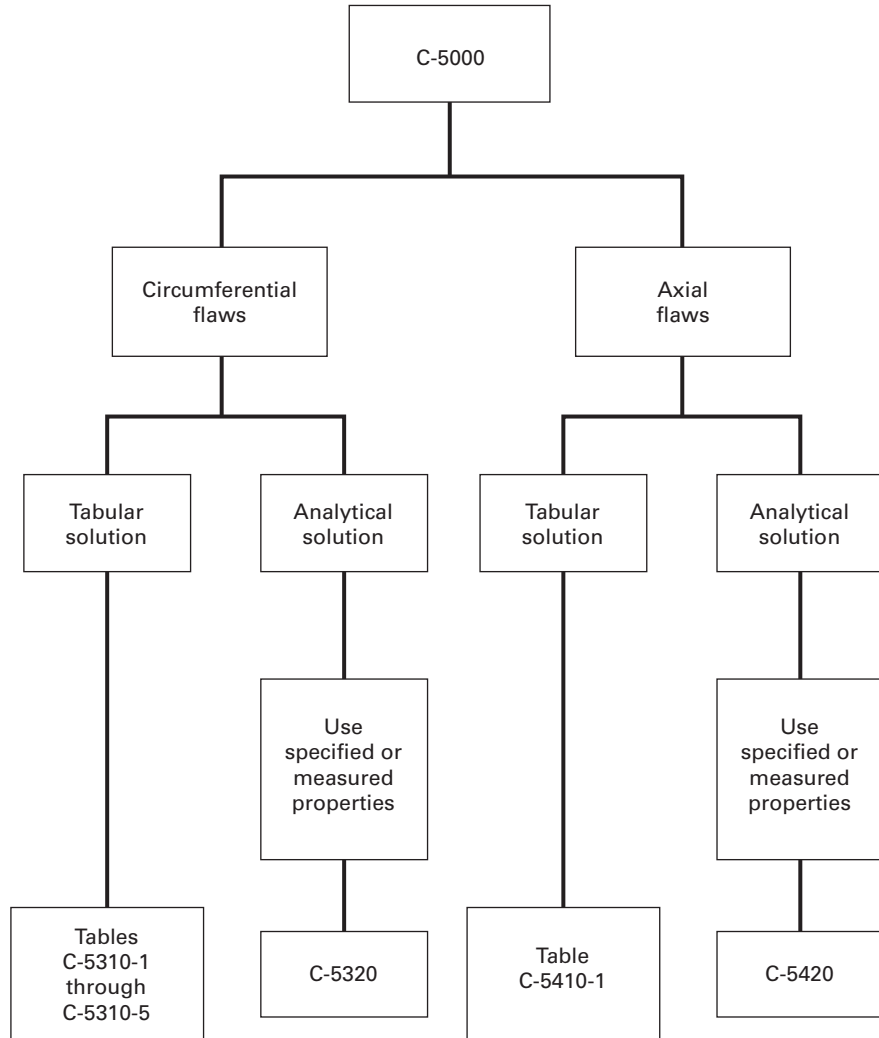 C-5000
Circumferential
flaws
Axial
flaws
Tabular
solution
Analytical
solution
Tabular
solution
Analytical
solution
Use
specified or
measured
properties
Use
specified or
measured
properties
Tables
C-5310-1
through
C-5310-5
C-5320
Table
C-5410-1
C-5420